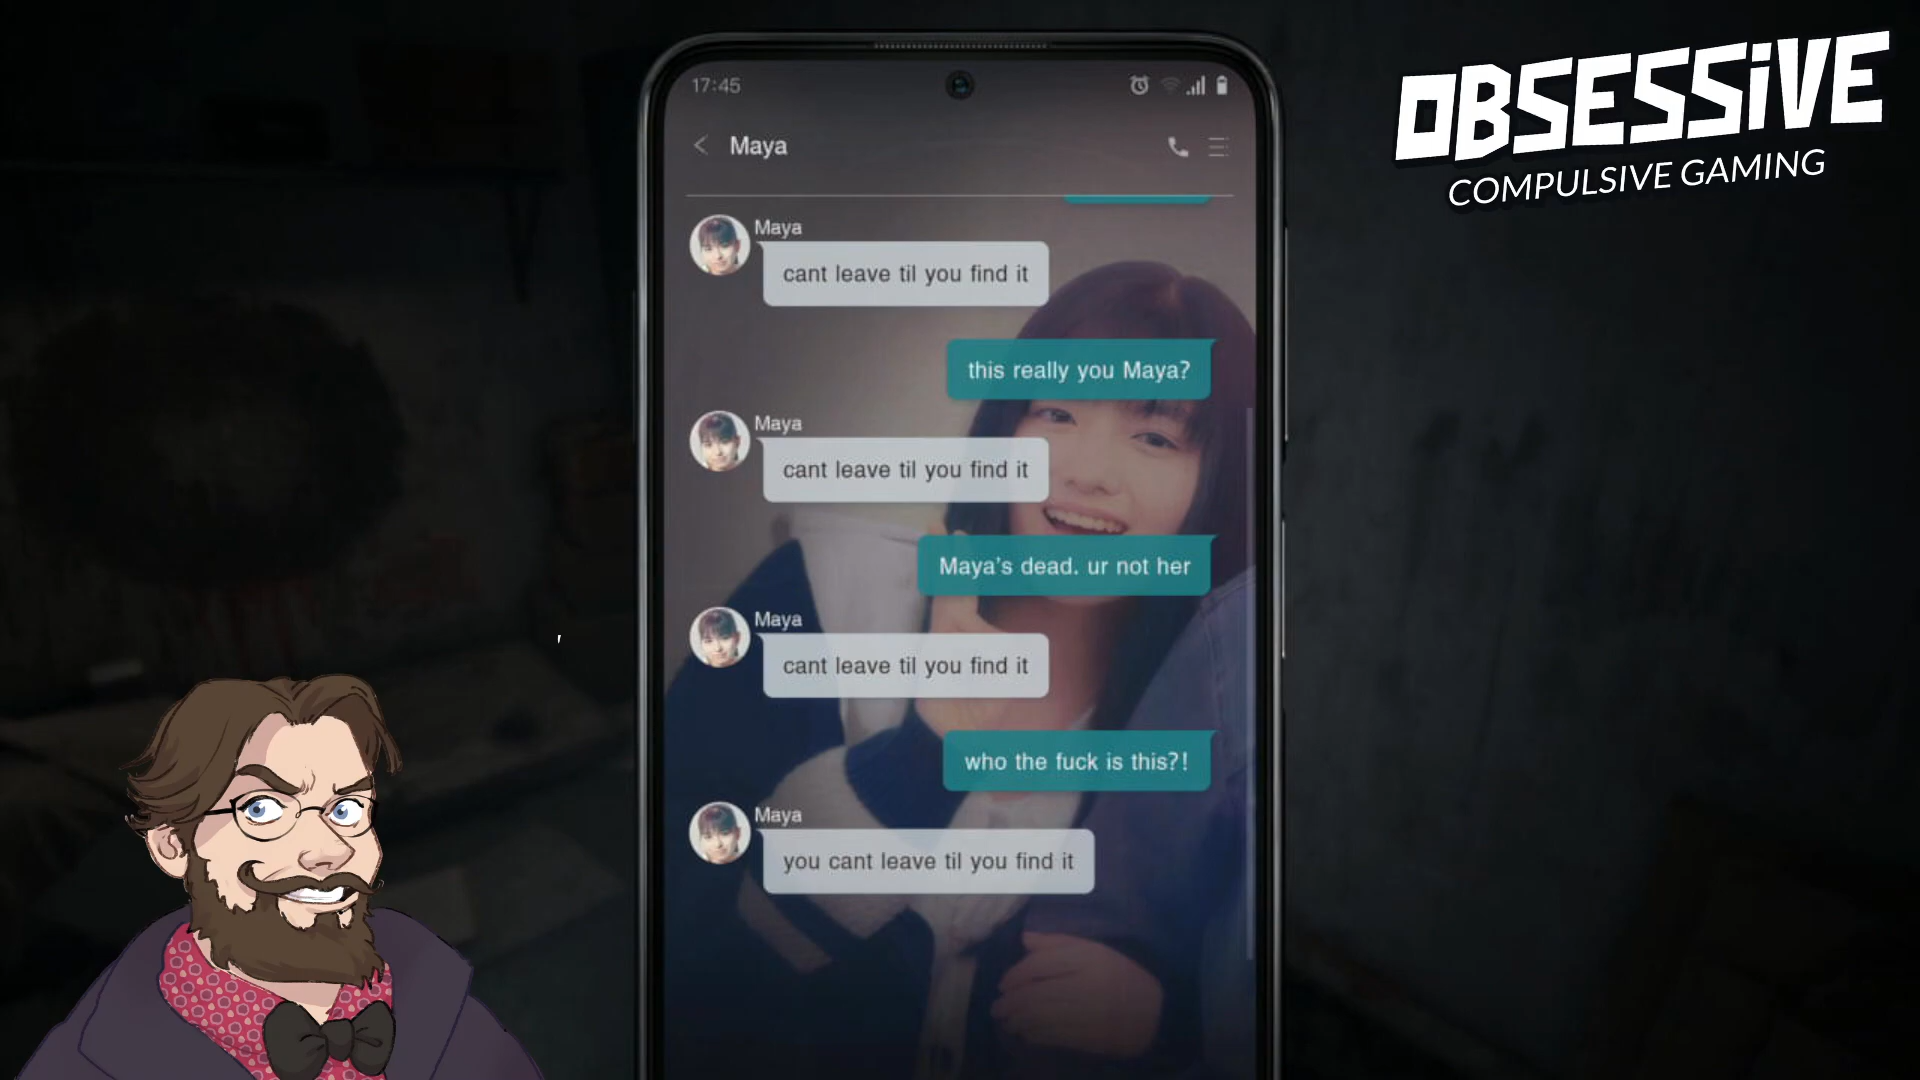 17:45
Maya
Maya
cant leave til you find it
this really you Maya?
Maya
cant leave til you find it
Maya's dead. ur not her
Maya
cant leave til you find it
who the fuck is this?!
Maya
you cant leave til you find it
OBSESSiVE
COMPULSIVE GAMING